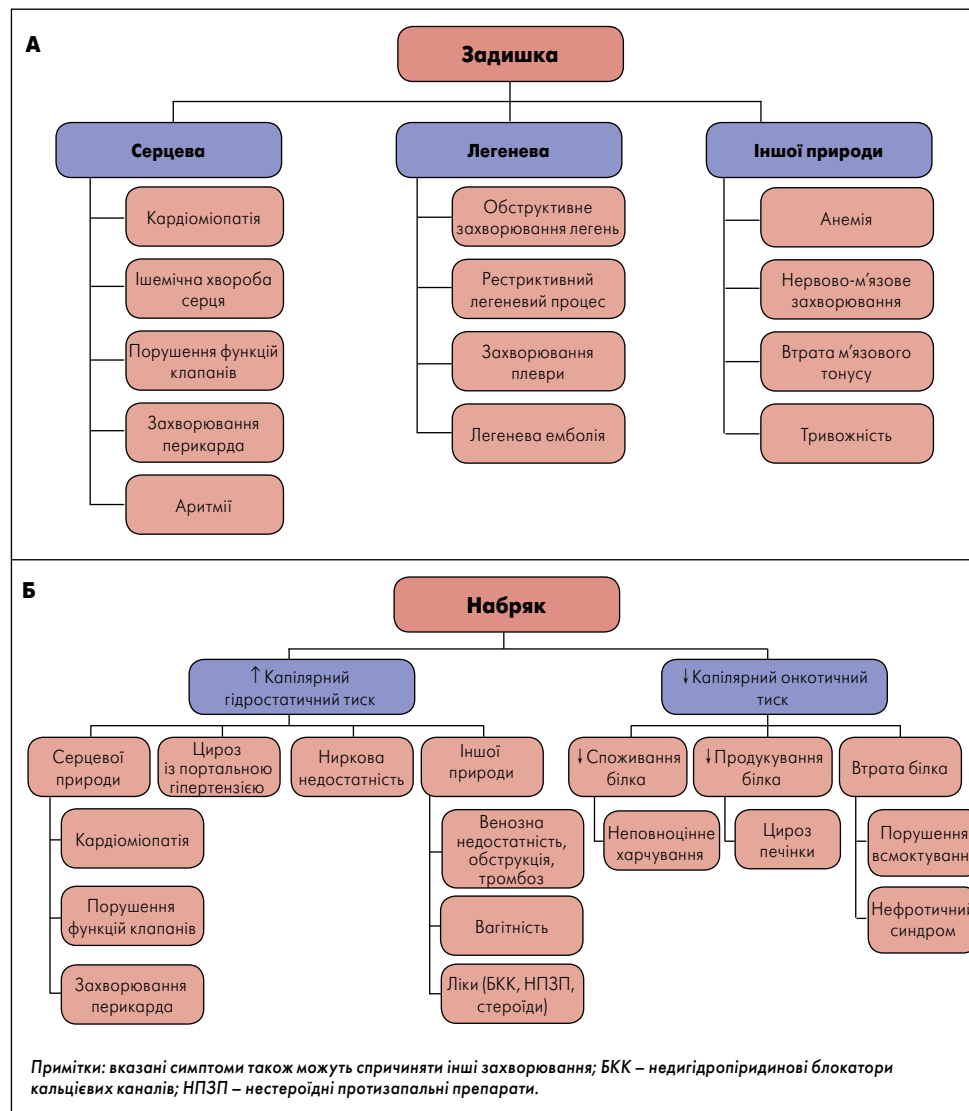 А
Задишка
Серцева
Легенева
Іншої природи
Кардіоміопатія
Ішемічна хвороба
серця
Порушення функцій
клапанів
Захворювання
перикарда
Аритмії
Обструктивне
захворювання легень
Рестриктивний
легеневий процес
Захворювання
плеври
Легенева емболія
Анемія
Нервово-м’язове
захворювання
Втрата м’язового
тонусу
Тривожність
Б
Набряк
↑ Капілярний
гідростатичний тиск
↓ Капілярний онкотичний
тиск
Серцевої
природи
Цироз
із портальною
гіпертензією
Ниркова
недостатність
Іншої
природи
↓ Споживання
білка
↓ Продукування
білка
Втрата білка
Кардіоміопатія
Порушення
функцій клапанів
Захворювання
перикарда
Венозна
недостатність,
обструкція,
тромбоз
Вагітність
Ліки (БКК, НПЗП,
стероїди)
Неповноцінне
харчування
Цироз
печінки
Порушення
всмоктування
Нефротичний
синдром
Примітки: вказані симптоми також можуть спричиняти інші захворювання; БКК – недигідропіридинові блокатори
кальцієвих каналів; НПЗП – нестероїдні протизапальні препарати.